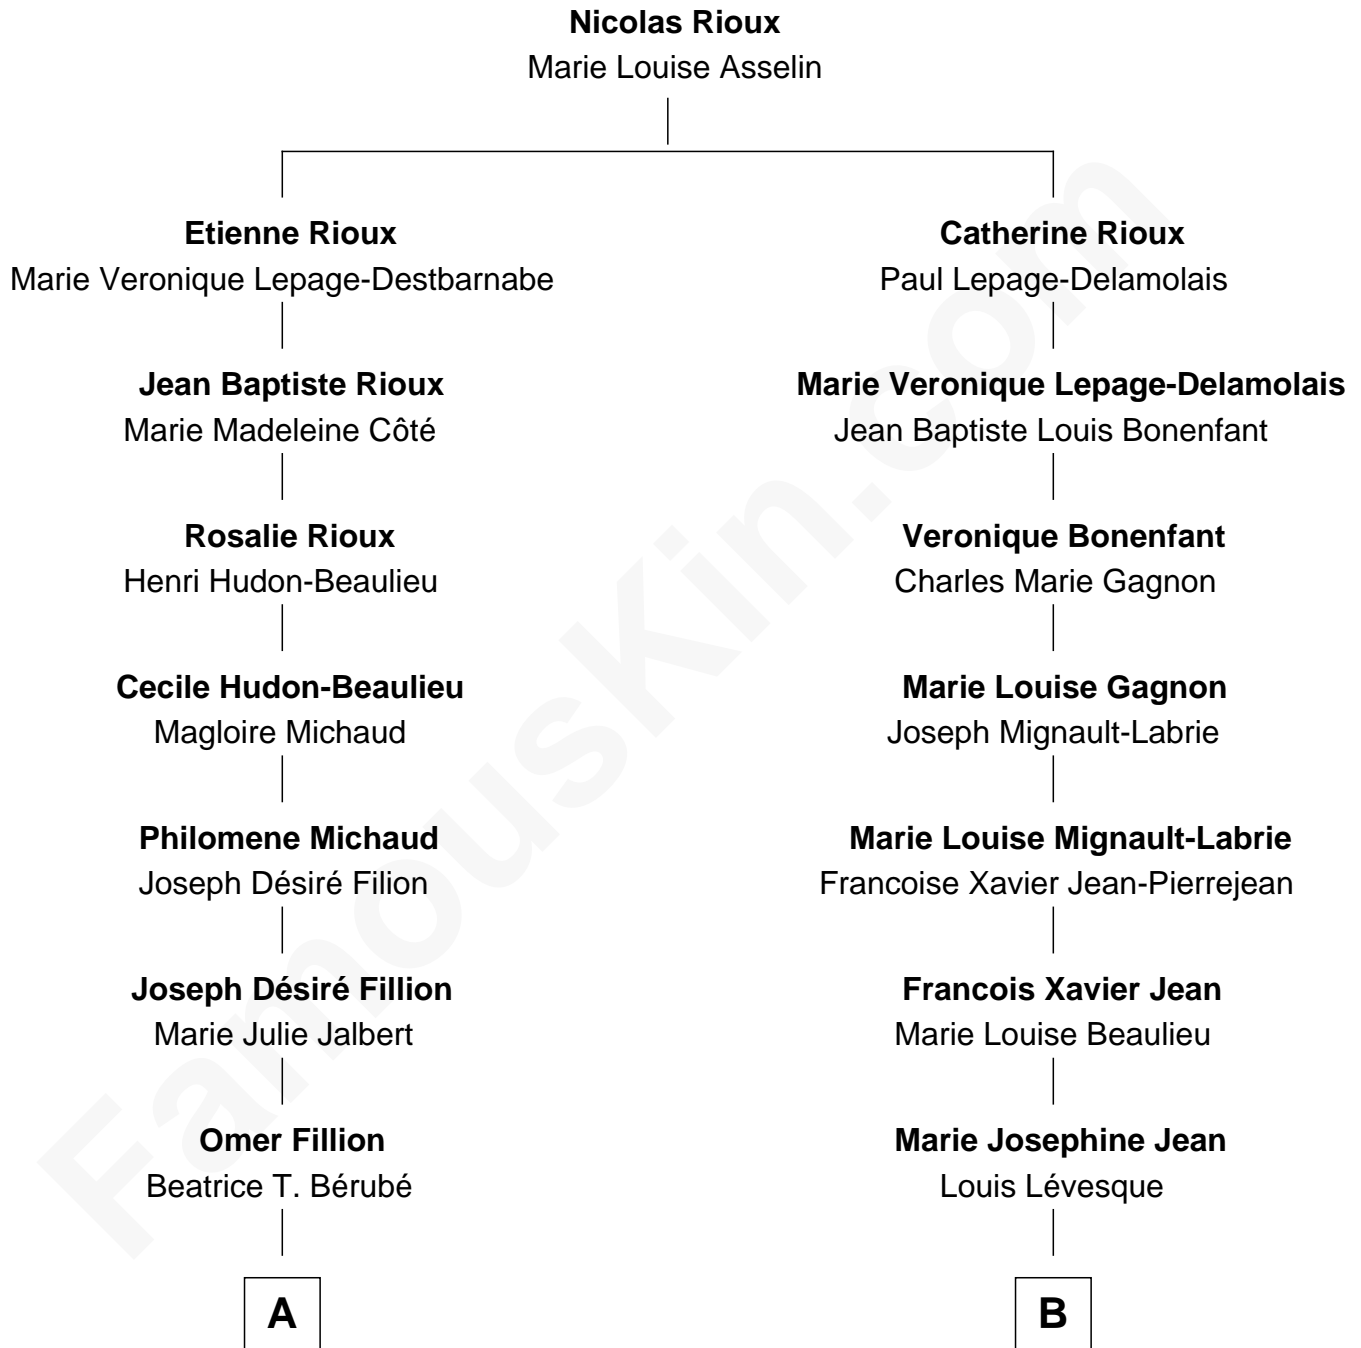 Nicolas Rioux
Marie Louise Asselin
Etienne Rioux
Marie Veronique Lepage-Destbarnabe
Catherine Rioux
Paul Lepage-Delamolais
Jean Baptiste Rioux
Marie Madeleine Côté
Marie Veronique Lepage-Delamolais
Jean Baptiste Louis Bonenfant
Rosalie Rioux
Henri Hudon-Beaulieu
Veronique Bonenfant
Charles Marie Gagnon
Cecile Hudon-Beaulieu
Magloire Michaud
Marie Louise Gagnon
Joseph Mignault-Labrie
Philomene Michaud
Joseph Désiré Filion
Marie Louise Mignault-Labrie
Francoise Xavier Jean-Pierrejean
Joseph Désiré Fillion
Marie Julie Jalbert
Francois Xavier Jean
Marie Louise Beaulieu
Omer Fillion
Beatrice T. Bérubé
Marie Josephine Jean
Louis Lévesque
A
B
FamousKin.com